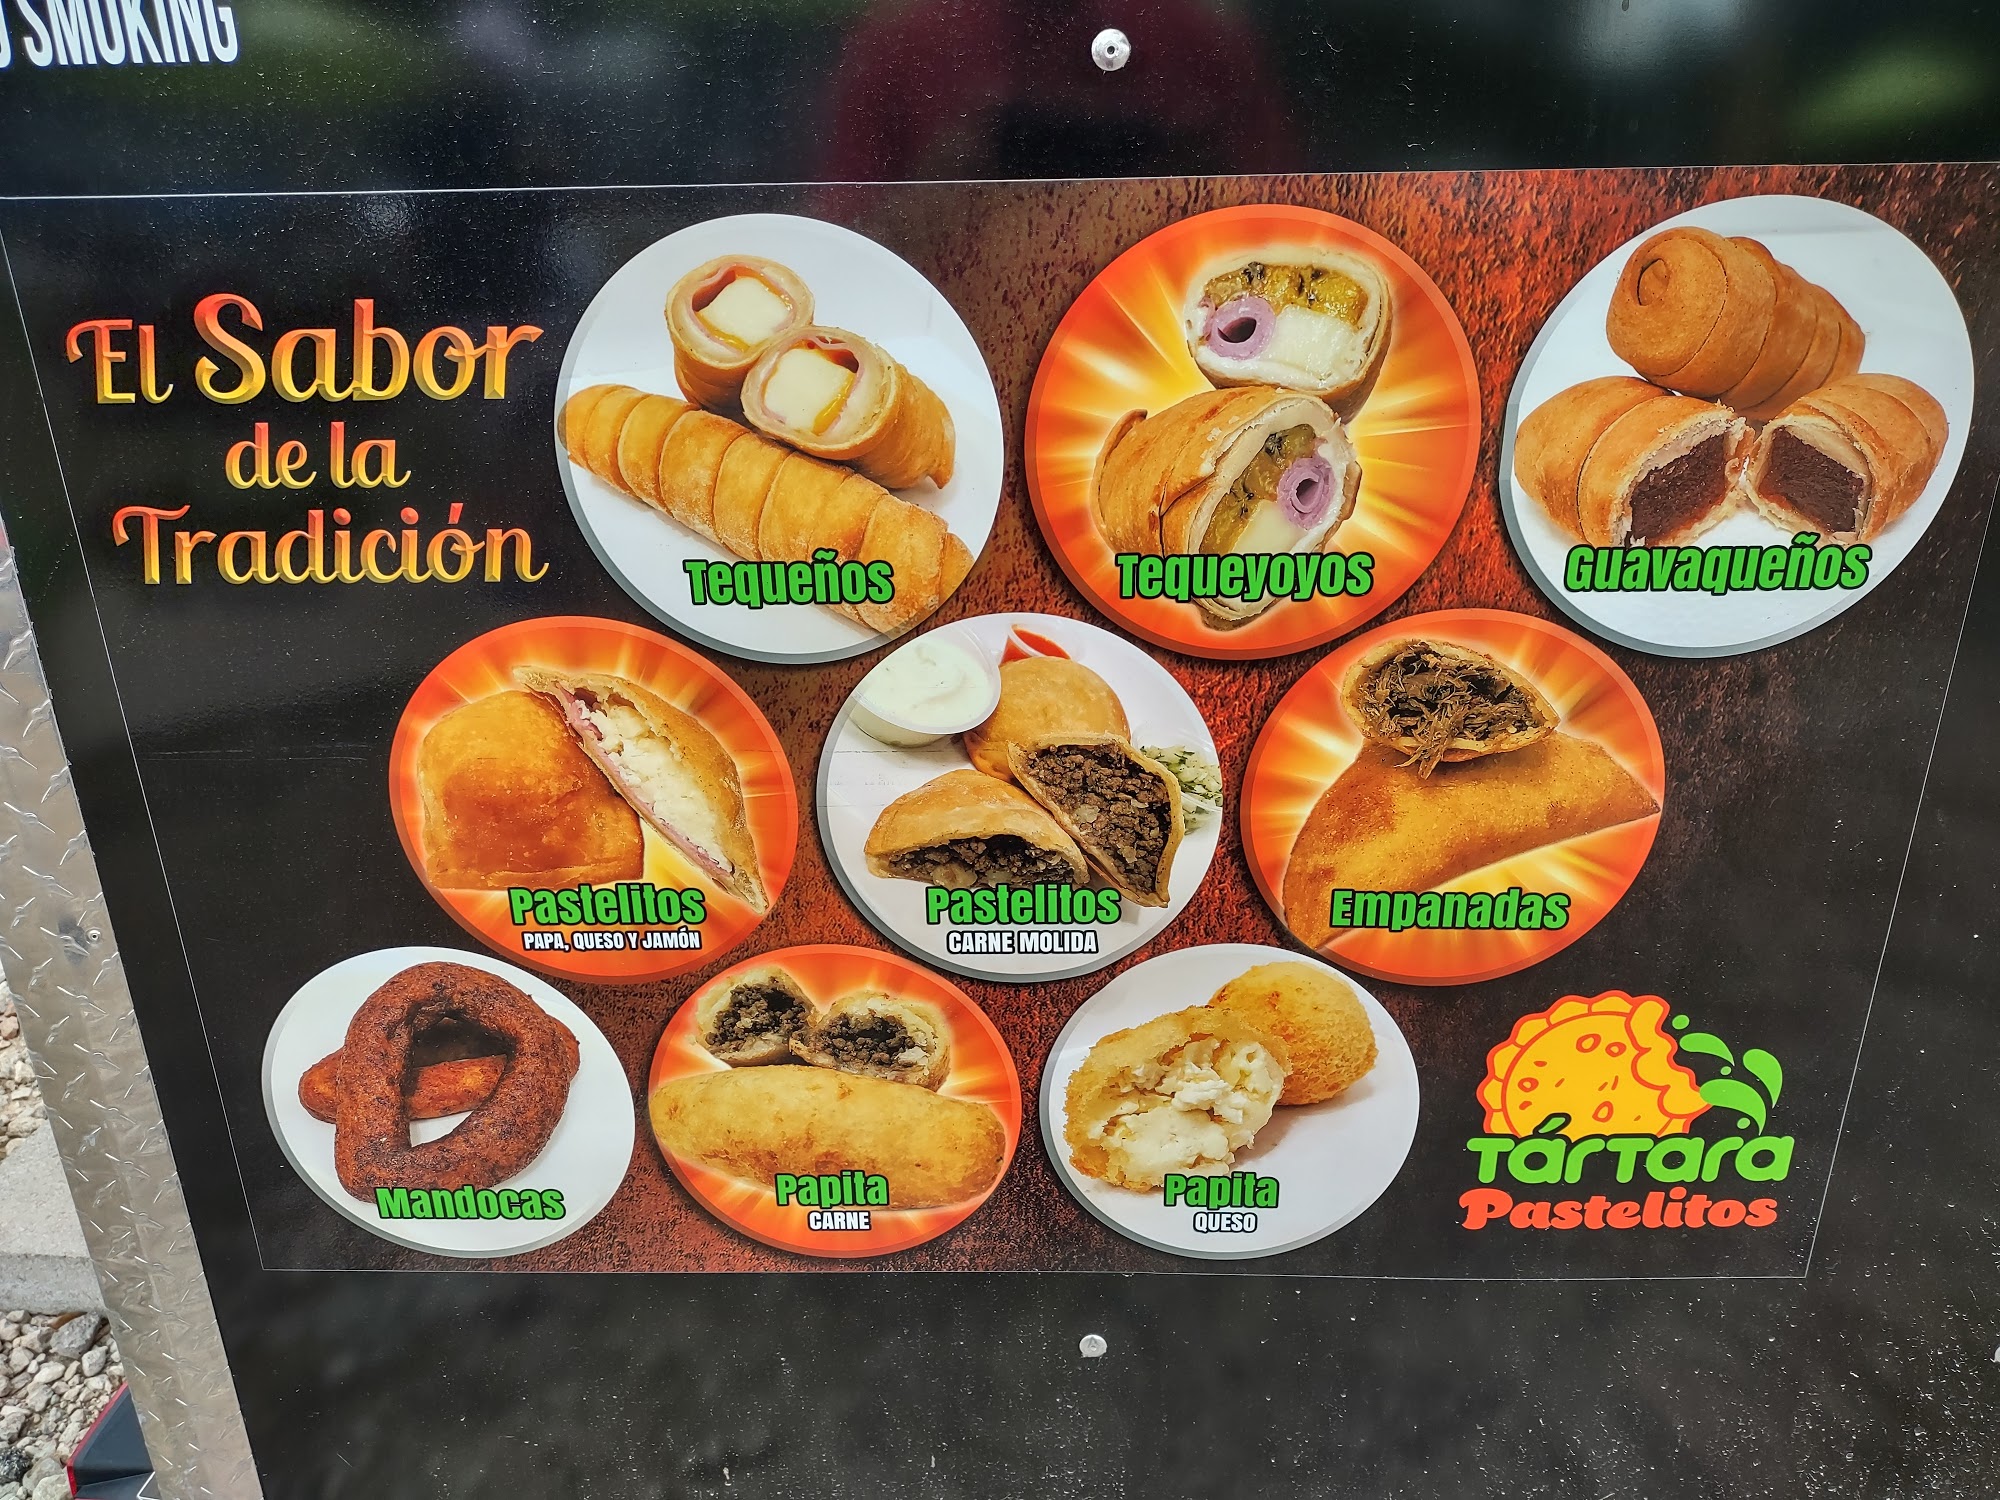 SMOKING
El Sabor
de la
Tradición
Tequeños
Tequeyoyos
Guavaqueños
Pastelitos
PAPA, QUESO Y JAMÓN
Pastelitos
CARNE MOLIDA
Empanadas
Mandocas
Papita
CARNE
Papita
QUESO
TÁRTARA
Pastelitos